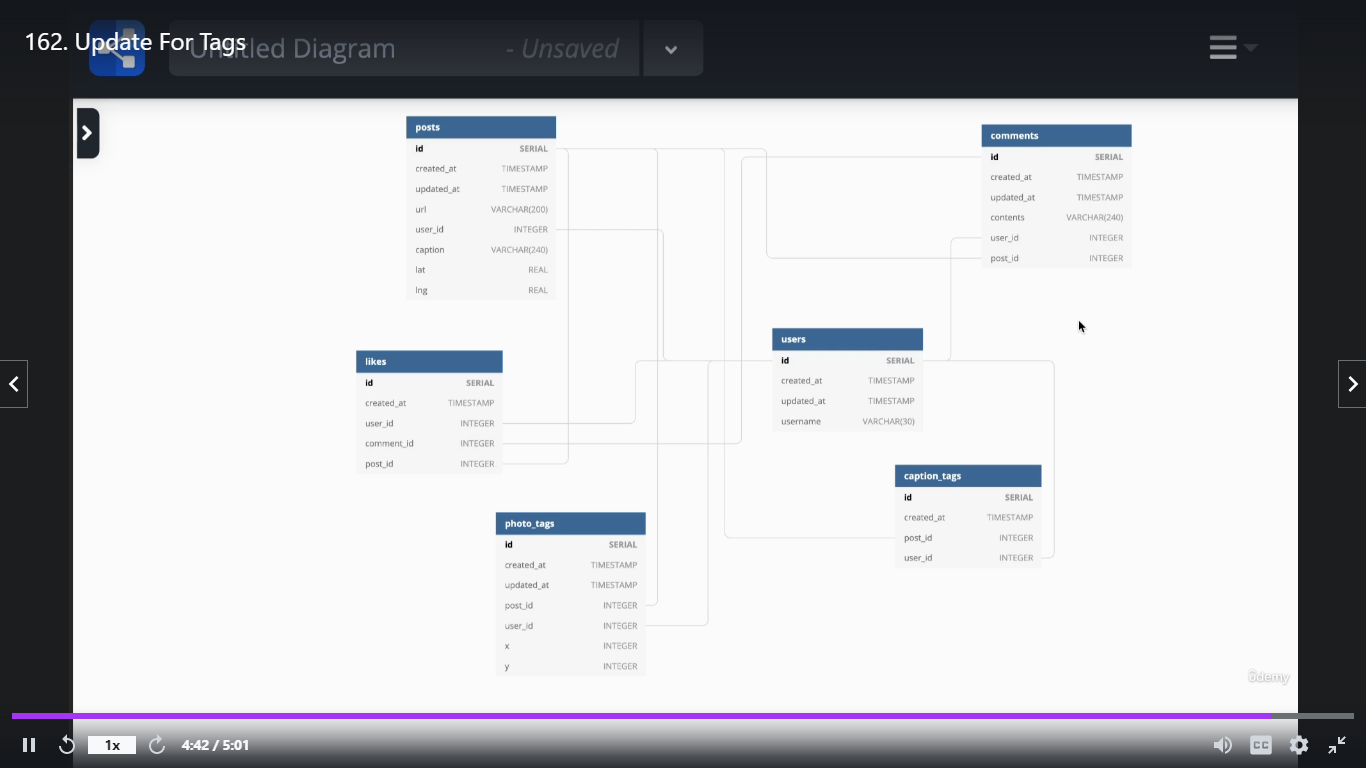 162. Update For Tags
Untitled Diagram - Unsaved
posts
id SERIAL
created_at TIMESTAMP
updated_at TIMESTAMP
url VARCHAR(200)
user_id INTEGER
caption VARCHAR(240)
lat REAL
lng REAL
comments
id SERIAL
created_at TIMESTAMP
updated_at TIMESTAMP
contents VARCHAR(240)
user_id INTEGER
post_id INTEGER
likes
id SERIAL
created_at TIMESTAMP
user_id INTEGER
comment_id INTEGER
post_id INTEGER
users
id SERIAL
created_at TIMESTAMP
updated_at TIMESTAMP
username VARCHAR(30)
photo_tags
id SERIAL
created_at TIMESTAMP
updated_at TIMESTAMP
post_id INTEGER
user_id INTEGER
x INTEGER
y INTEGER
caption_tags
id SERIAL
created_at TIMESTAMP
post_id INTEGER
user_id INTEGER
ûdemy
1x 4:42 / 5:01 CC